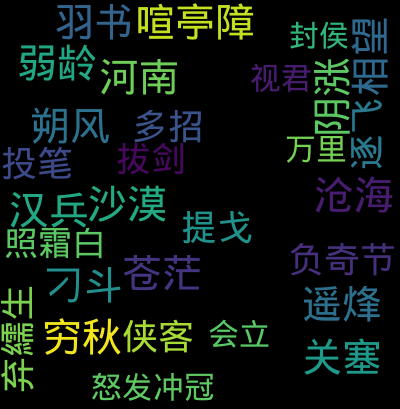 羽书
喧亭障
封侯
相望
弱龄
河南
视君
阴涨
逐飞
朔风
多招
万里
投笔
拔剑
沧海
汉兵
沙漠
提戈
照霜白
负奇节
刁斗
苍茫
遥烽
弃繻生
穷秋
侠客
会立
关塞
怒发冲冠